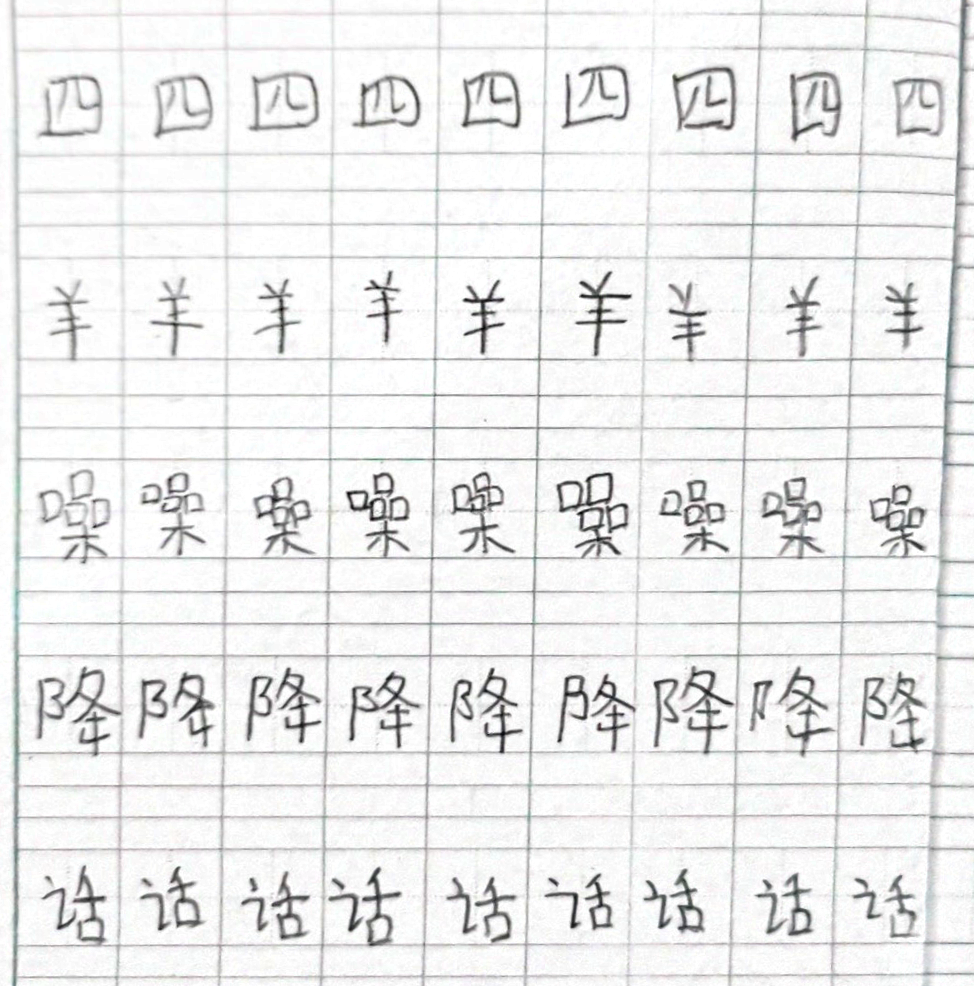 四 四 四 四 四 四 四 四 四
羊 羊 羊 羊 羊 羊 羊 羊 羊
噪 噪 噪 噪 噪 噪 噪 噪 噪
降 降 降 降 降 降 降 降 降
话 话 话 话 话 话 话 话 话